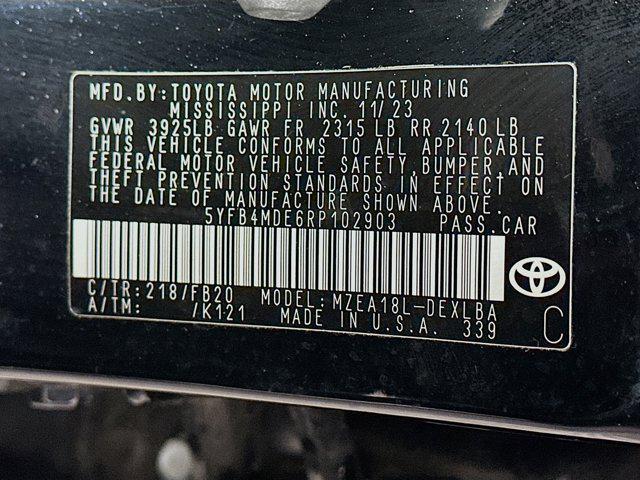 MFD.BY:TOYOTA MOTOR MANUFACTURING
MISSISSIPPI INC. 11/23
GVWR 3925LB GAWR FR 2315 LB RR 2140 LB
THIS VEHICLE CONFORMS TO ALL APPLICABLE
FEDERAL MOTOR VEHICLE SAFETY,BUMPER,AND
THEFT PREVENTION STANDARDS IN EFFECT ON
THE DATE OF MANUFACTURE SHOWN ABOVE.
5YFB4MDE6RP102903 PASS.CAR
C/TR:218/FB20 MODEL:MZEA18L-DEXLBA
A/TM: /K121 MADE IN U.S.A. 339 C